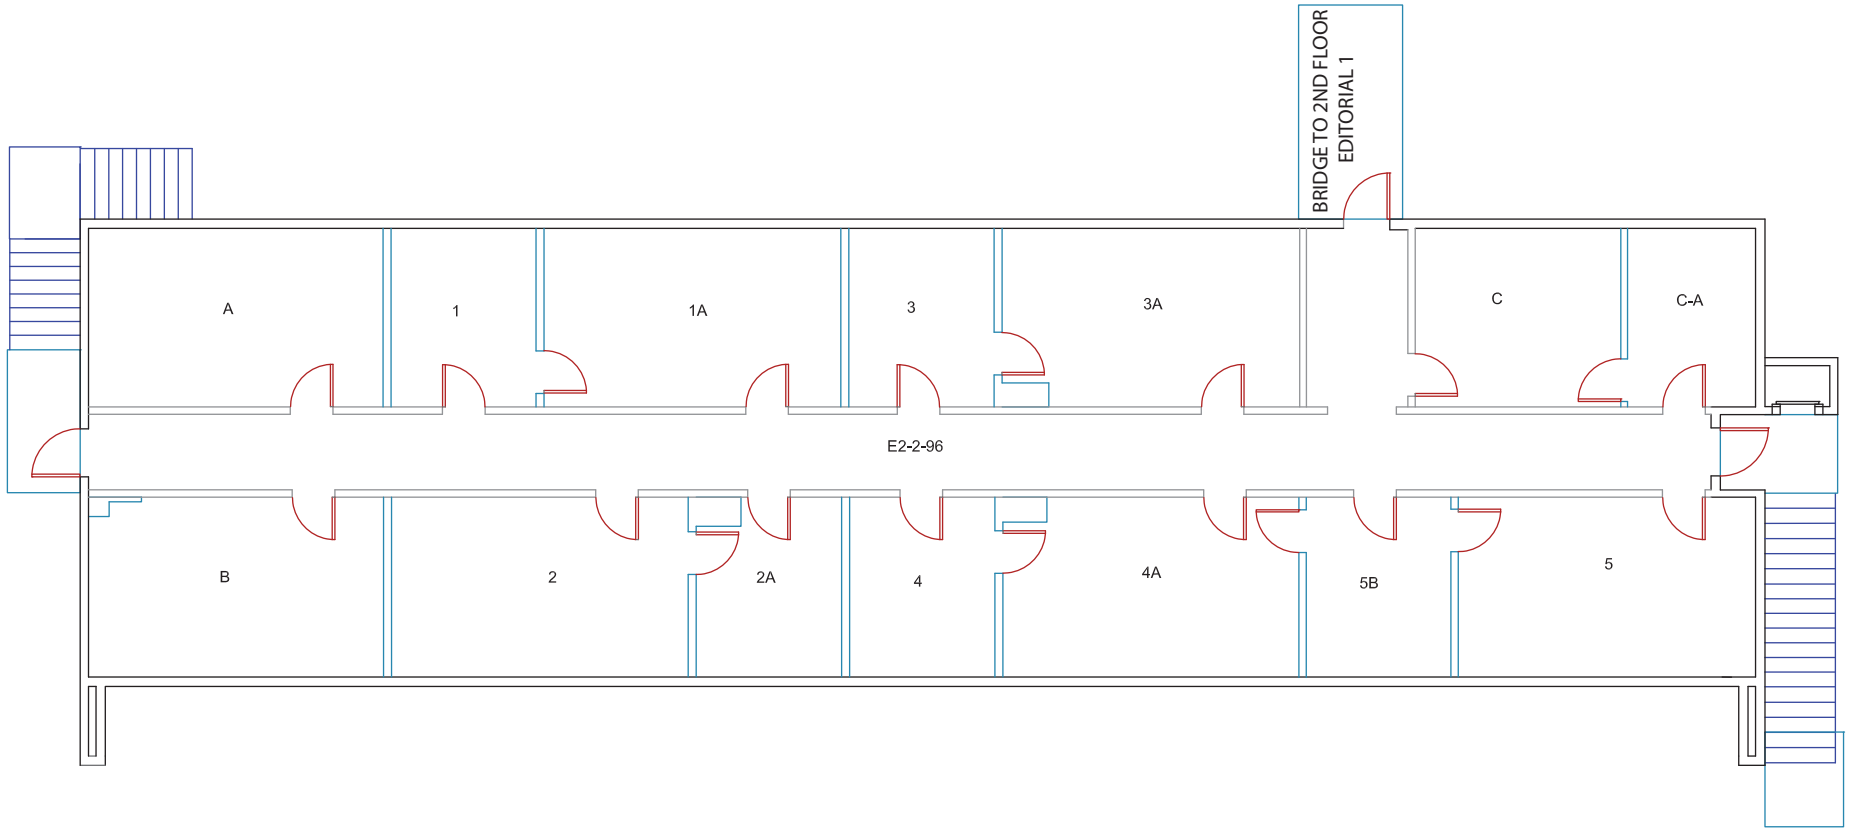 BRIDGE TO 2ND FLOOR
EDITORIAL 1
A
1
1A
3
3A
C
C-A
E2-2-96
B
2
2A
4
4A
5B
5